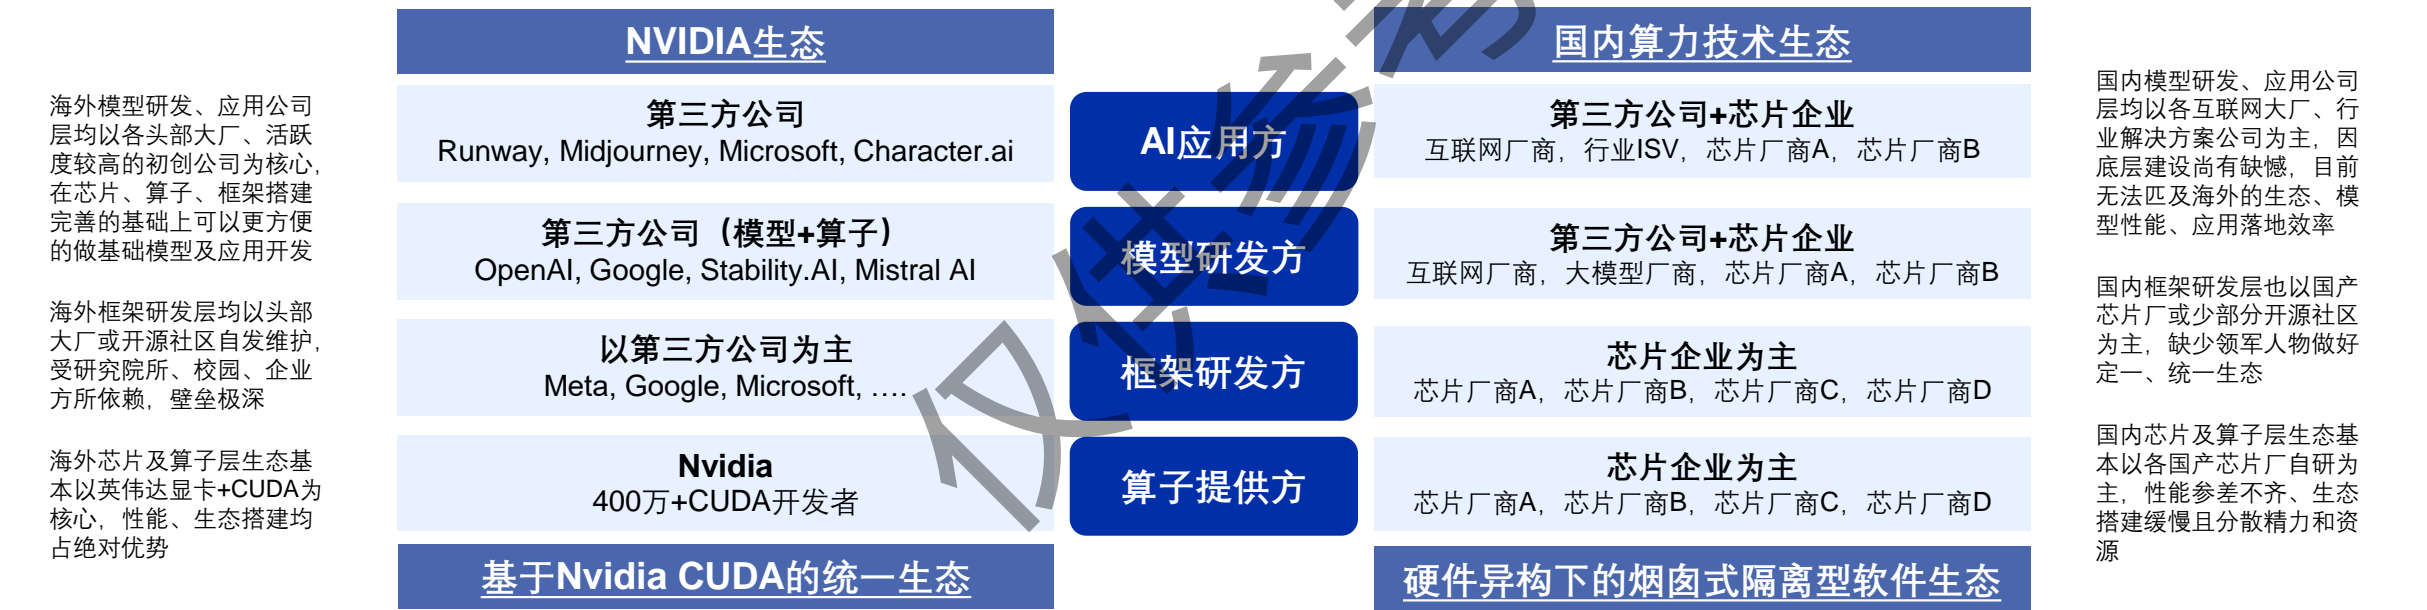 NVIDIA生态
国内算力技术生态
海外模型研发、应用公司
层均以各头部大厂、活跃
度较高的初创公司为核心,
在芯片、算子、框架搭建
完善的基础上可以更方便
的做基础模型及应用开发
海外框架研发层均以头部
大厂或开源社区自发维护,
受研究院所、校园、企业
方所依赖，壁垒极深
海外芯片及算子层生态基
本以英伟达显卡+CUDA为
核心，性能、生态搭建均
占绝对优势
第三方公司
Runway, Midjourney, Microsoft, Character.ai
AI应用方
第三方公司+芯片企业
互联网厂商，行业ISV，芯片厂商A，芯片厂商B
第三方公司（模型+算子）
OpenAI, Google, Stability.AI, Mistral AI
模型研发方
第三方公司+芯片企业
互联网厂商，大模型厂商，芯片厂商A，芯片厂商B
以第三方公司为主
Meta, Google, Microsoft, ....
框架研发方
芯片企业为主
芯片厂商A，芯片厂商B，芯片厂商C，芯片厂商D
Nvidia
400万+CUDA开发者
算子提供方
芯片企业为主
芯片厂商A，芯片厂商B，芯片厂商C，芯片厂商D
基于Nvidia CUDA的统一生态
硬件异构下的烟囱式隔离型软件生态
国内模型研发、应用公司
层均以各互联网大厂、行
业解决方案公司为主，因
底层建设尚有缺憾，目前
无法匹及海外的生态、模
型性能、应用落地效率
国内框架研发层也以国产
芯片厂或少部分开源社区
为主，缺少领军人物做好
定一、统一生态
国内芯片及算子层生态基
本以各国产芯片厂自研为
主，性能参差不齐、生态
搭建缓慢且分散精力和资
源
仅供参考